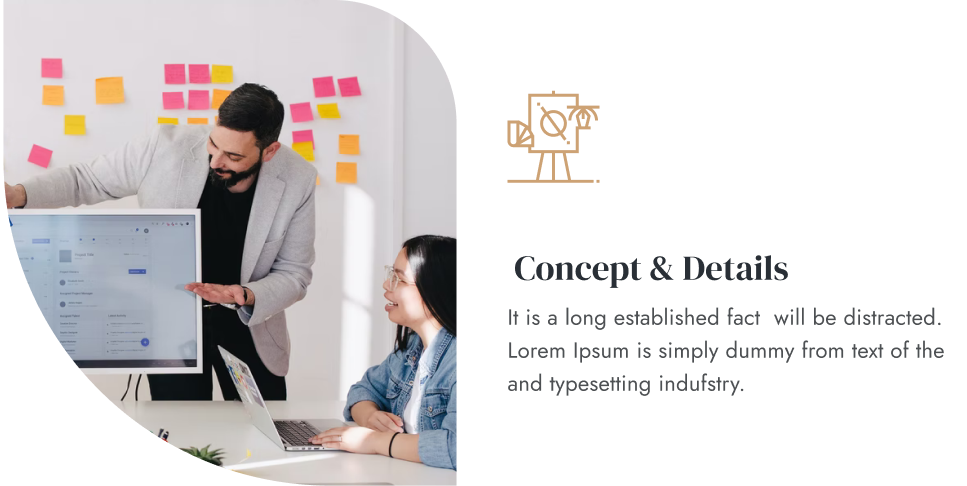 Concept & Details
It is a long established fact  will be distracted.
Lorem Ipsum is simply dummy from text of the
and typesetting indufstry.